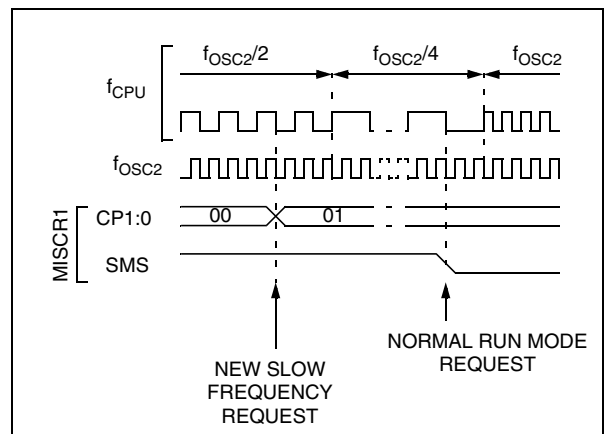 fOSC2/2 fOSC2/4 fOSC2
fCPU
fOSC2
MISCR1
CP1:0 00 01
SMS
NEW SLOW
FREQUENCY
REQUEST
NORMAL RUN MODE
REQUEST